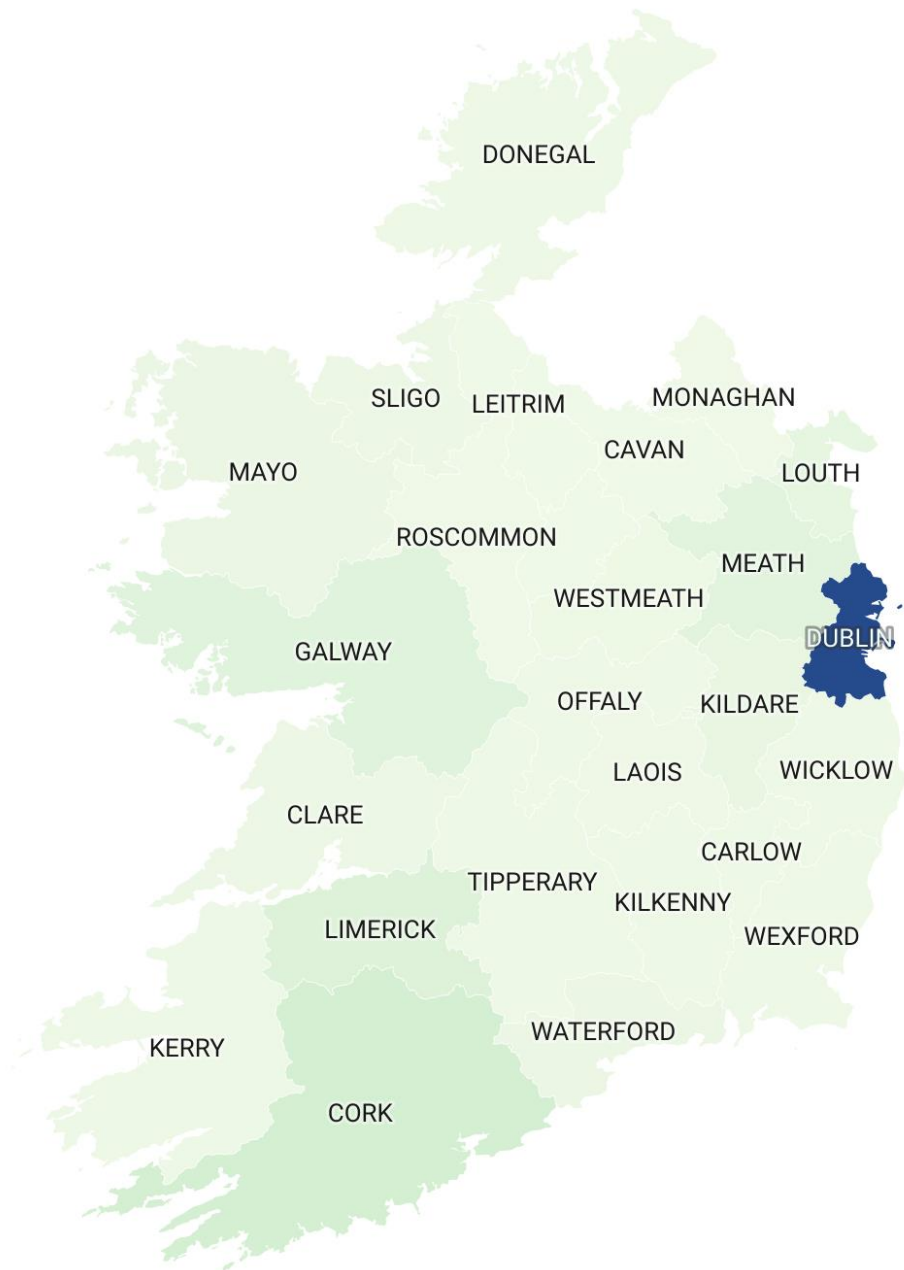 DONEGAL
SLIGO
LEITRIM
MONAGHAN
CAVAN
MAYO
LOUTH
ROSCOMMON
MEATH
WESTMEATH
DUBLIN
GALWAY
OFFALY
KILDARE
LAOIS
WICKLOW
CLARE
CARLOW
TIPPERARY
KILKENNY
LIMERICK
WEXFORD
WATERFORD
KERRY
CORK